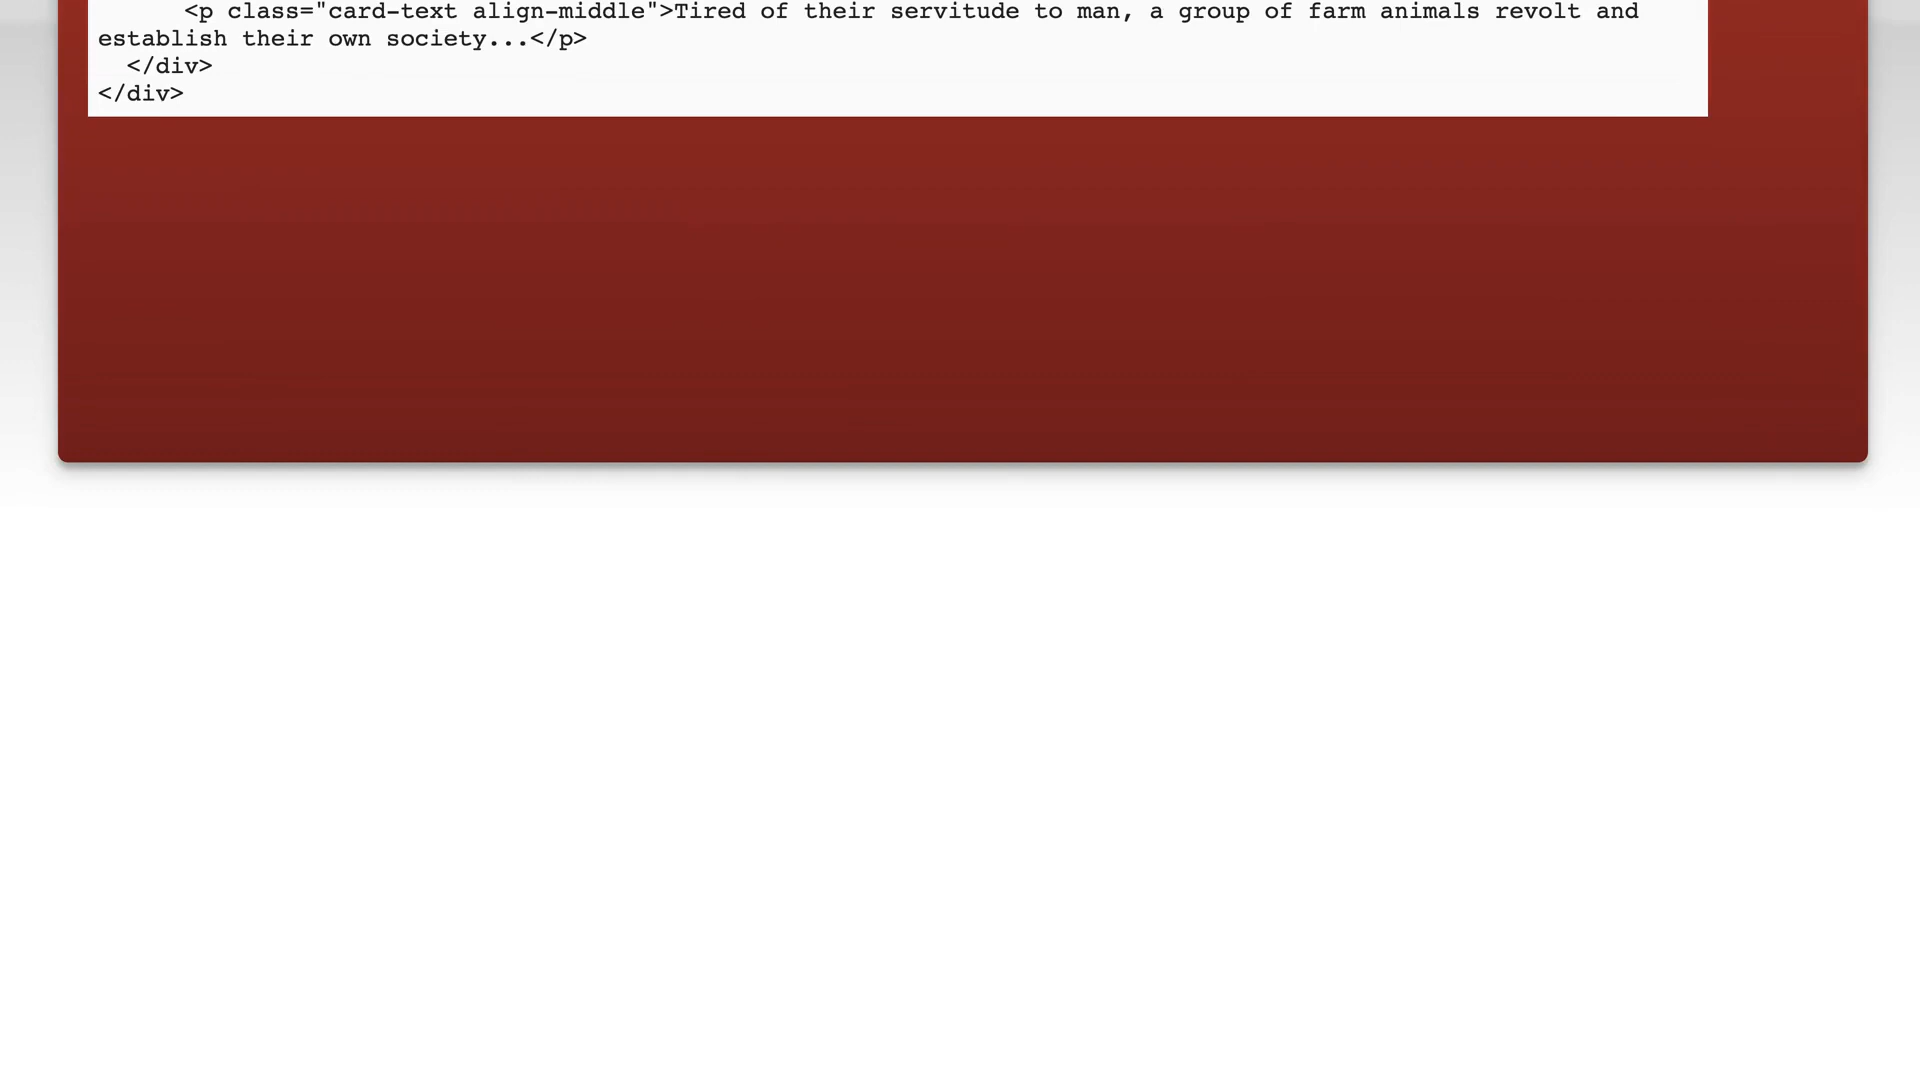 <p class="card-text align-middle">Tired of their servitude to man, a group of farm animals revolt and
establish their own society...</p>
</div>
</div>